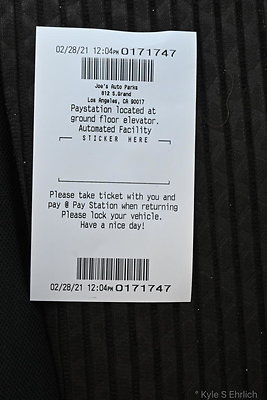 02/28/21 12:04PM 0171747
Joe's Auto Parks
812 S.Grand
Los Angeles, CA 90017
Paystation located at
ground floor elevator.
Automated Facility
STICKER HERE
Please take ticket with you and
pay @ Pay Station when returning
Please lock your vehicle.
Have a nice day!
02/28/21 12:04PM 0171747
° Kyle S Ehrlich